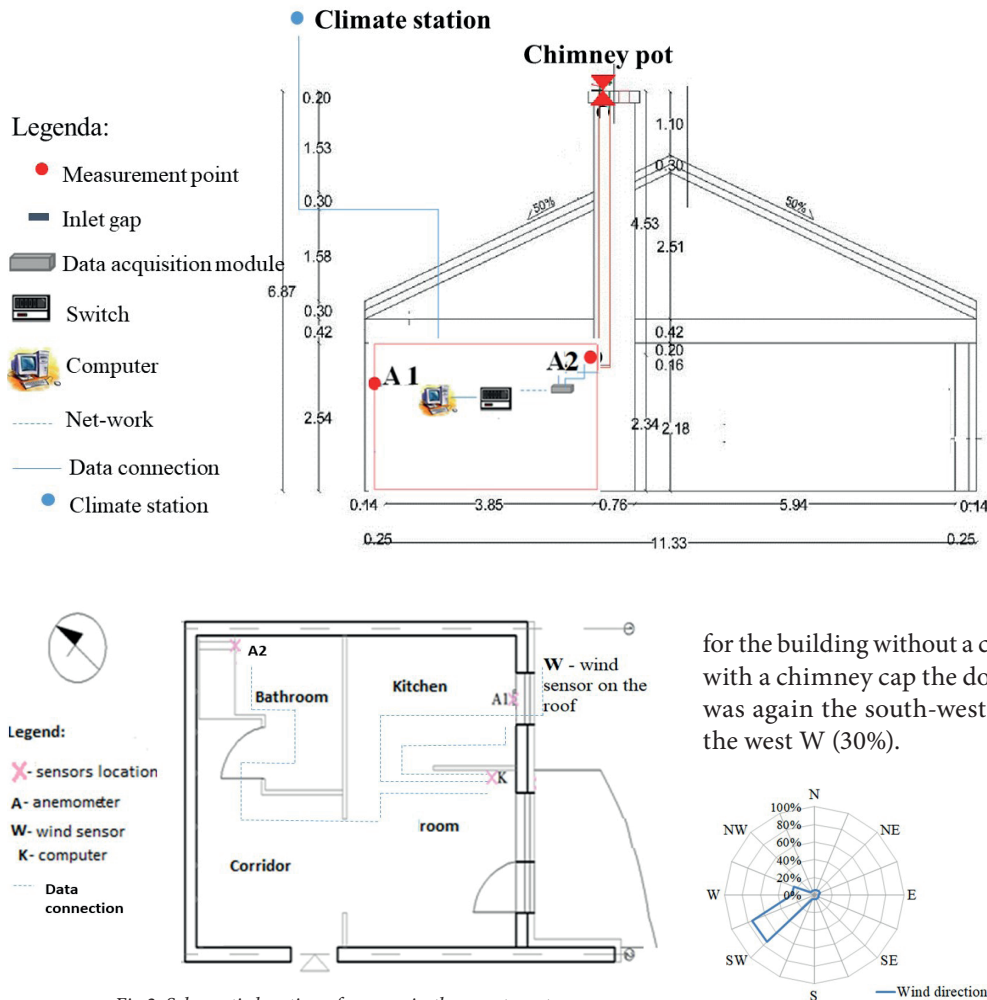 Climate station
Chimney pot
Legenda:
Measurement point
Inlet gap
Data acquisition module
Switch
Computer
Net-work
Data connection
Climate station
0.20
1.53
0.30
1.58
0.30
0.42
2.54
6.87
50%
50%
1.10
0.30
4.53
2.51
0.42
0.20
0.16
2.34
2.18
A1
A2
0.14
3.85
0.76
5.94
0.14
0.25
11.33
0.25
Legend:
X- sensors location
A- anemometer
W- wind sensor
K- computer
Data
connection
A2
Bathroom
Kitchen
A1
K
room
Corridor
W - wind
sensor on the
roof
for the building without a c
with a chimney cap the do
was again the south-west
the west W (30%).
N
NE
E
SE
S
SW
W
NW
100%
80%
60%
40%
20%
0%
Wind direction